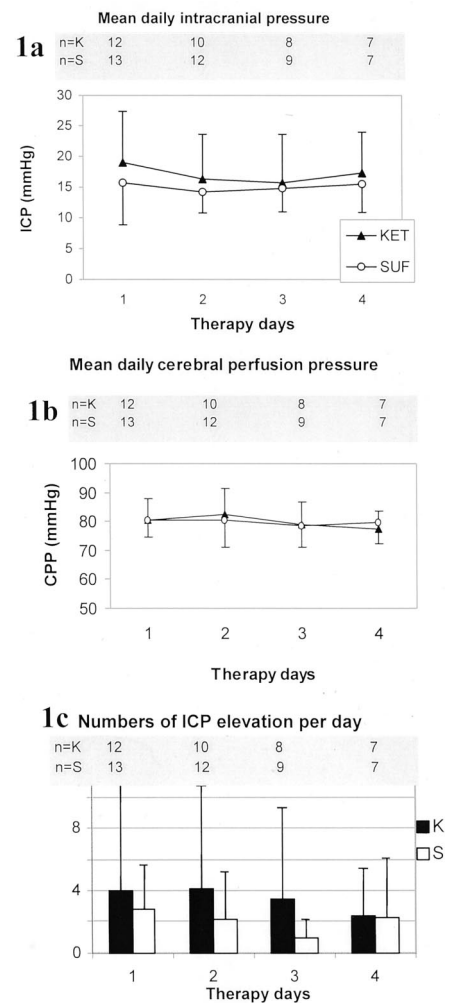 Mean daily intracranial pressure
1a
n=K 12 10 8 7
n=S 13 12 9 7
30
25
20
15
10
5
0
ICP (mmHg)
KET
SUF
1 2 3 4
Therapy days
Mean daily cerebral perfusion pressure
1b
n=K 12 10 8 7
n=S 13 12 9 7
100
90
80
70
60
50
CPP (mmHg)
1 2 3 4
Therapy days
1c Numbers of ICP elevation per day
n=K 12 10 8 7
n=S 13 12 9 7
8
4
0
K
S
1 2 3 4
Therapy days